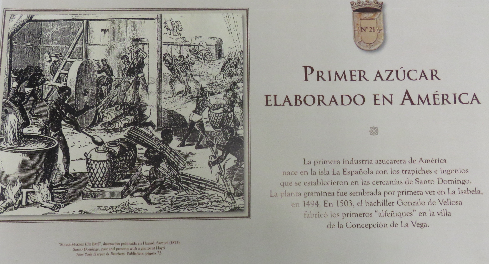 Nº 25
PRIMER AZÚCAR
ELABORADO EN AMÉRICA
La primera industria azucarera de América
nace en la isla La Española con los trapiches e ingenios
que se establecieron en las cercanías de Santo Domingo.
La planta gramínea fue sembrada por primera vez en La Isabela,
en 1494. En 1503, el bachiller Gonzalo de Vellosa
fabricó los primeros "alfeñiques" en la villa
de la Concepción de La Vega.